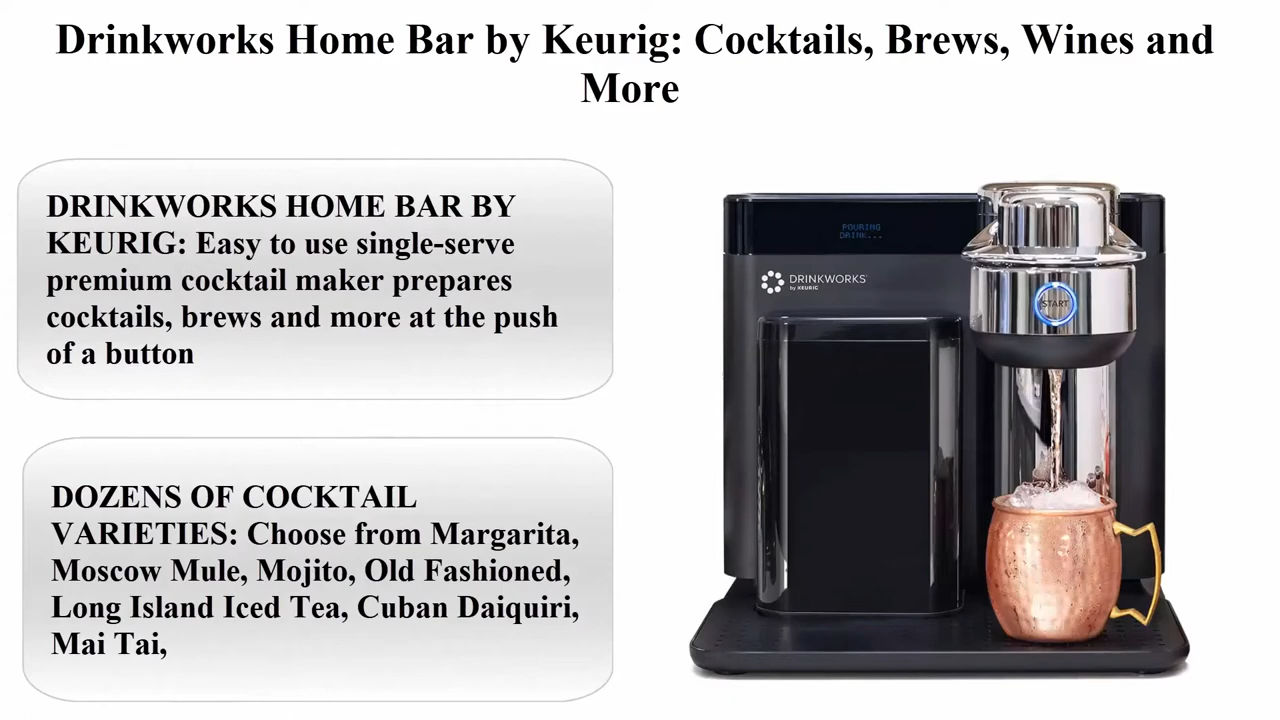 Drinkworks Home Bar by Keurig: Cocktails, Brews, Wines and
More
DRINKWORKS HOME BAR BY
KEURIG: Easy to use single-serve
premium cocktail maker prepares
cocktails, brews and more at the push
of a button
DOZENS OF COCKTAIL
VARIETIES: Choose from Margarita,
Moscow Mule, Mojito, Old Fashioned,
Long Island Iced Tea, Cuban Daiquiri,
Mai Tai,
POURING
DRINK...
DRINKWORKS
by KEURIG
START